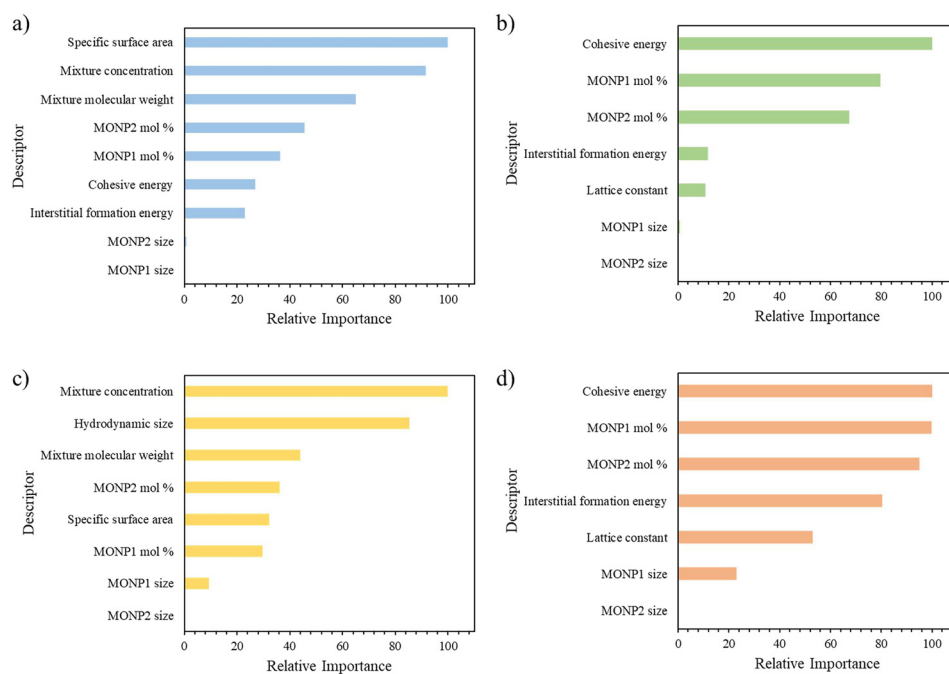 a)
Descriptor
Specific surface area
Mixture concentration
Mixture molecular weight
MONP2 mol %
MONP1 mol %
Cohesive energy
Interstitial formation energy
MONP2 size
MONP1 size
0 20 40 60 80 100
Relative Importance
b)
Descriptor
Cohesive energy
MONP1 mol %
MONP2 mol %
Interstitial formation energy
Lattice constant
MONP1 size
MONP2 size
0 20 40 60 80 100
Relative Importance
c)
Descriptor
Mixture concentration
Hydrodynamic size
Mixture molecular weight
MONP2 mol %
Specific surface area
MONP1 mol %
MONP1 size
MONP2 size
0 20 40 60 80 100
Relative Importance
d)
Descriptor
Cohesive energy
MONP1 mol %
MONP2 mol %
Interstitial formation energy
Lattice constant
MONP1 size
MONP2 size
0 20 40 60 80 100
Relative Importance